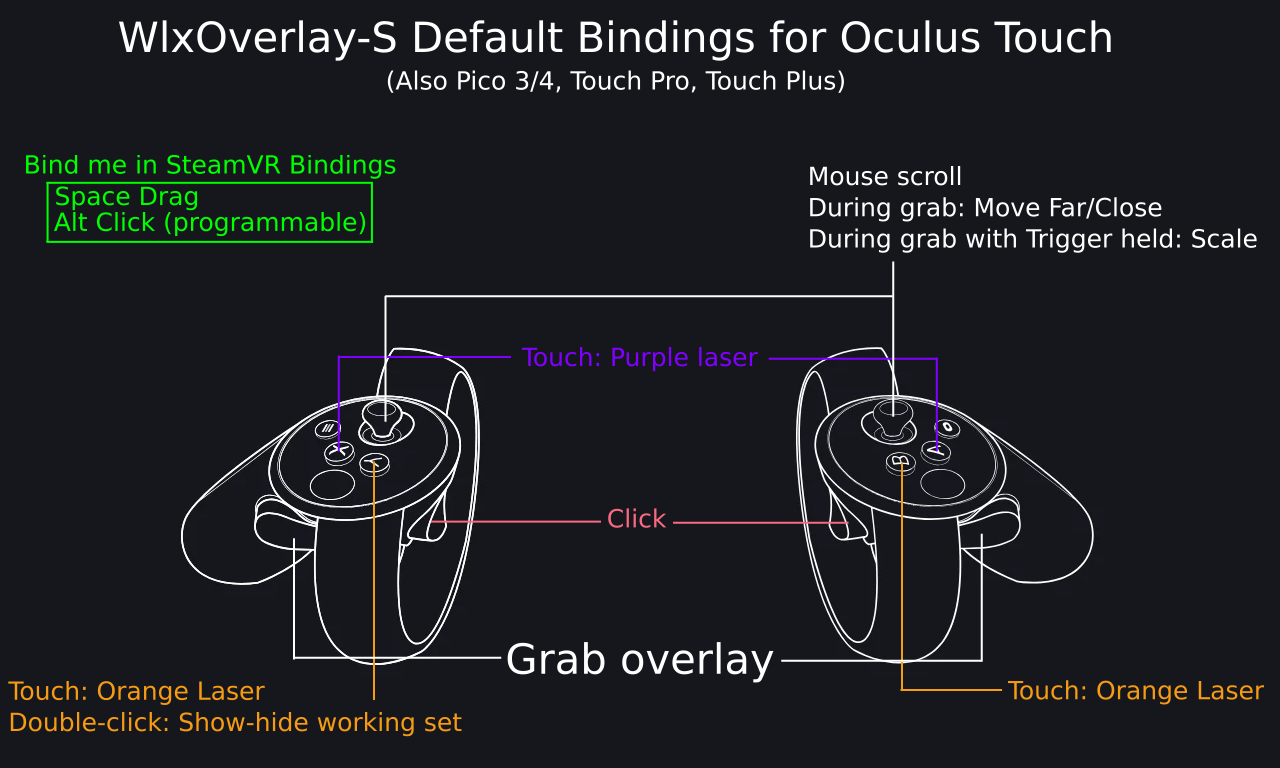 WlxOverlay-S Default Bindings for Oculus Touch
(Also Pico 3/4, Touch Pro, Touch Plus)
Bind me in SteamVR Bindings
Space Drag
Alt Click (programmable)
Mouse scroll
During grab: Move Far/Close
During grab with Trigger held: Scale
Touch: Purple laser
X
Y
B
A
Click
Grab overlay
Touch: Orange Laser
Double-click: Show-hide working set
Touch: Orange Laser